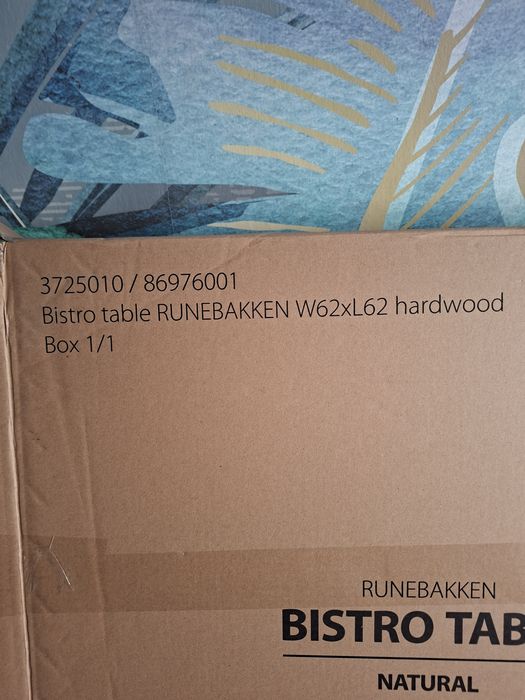 3725010 / 86976001
Bistro table RUNEBAKKEN W62xL62 hardwood
Box 1/1
RUNEBAKKEN
BISTRO TAB
NATURAL